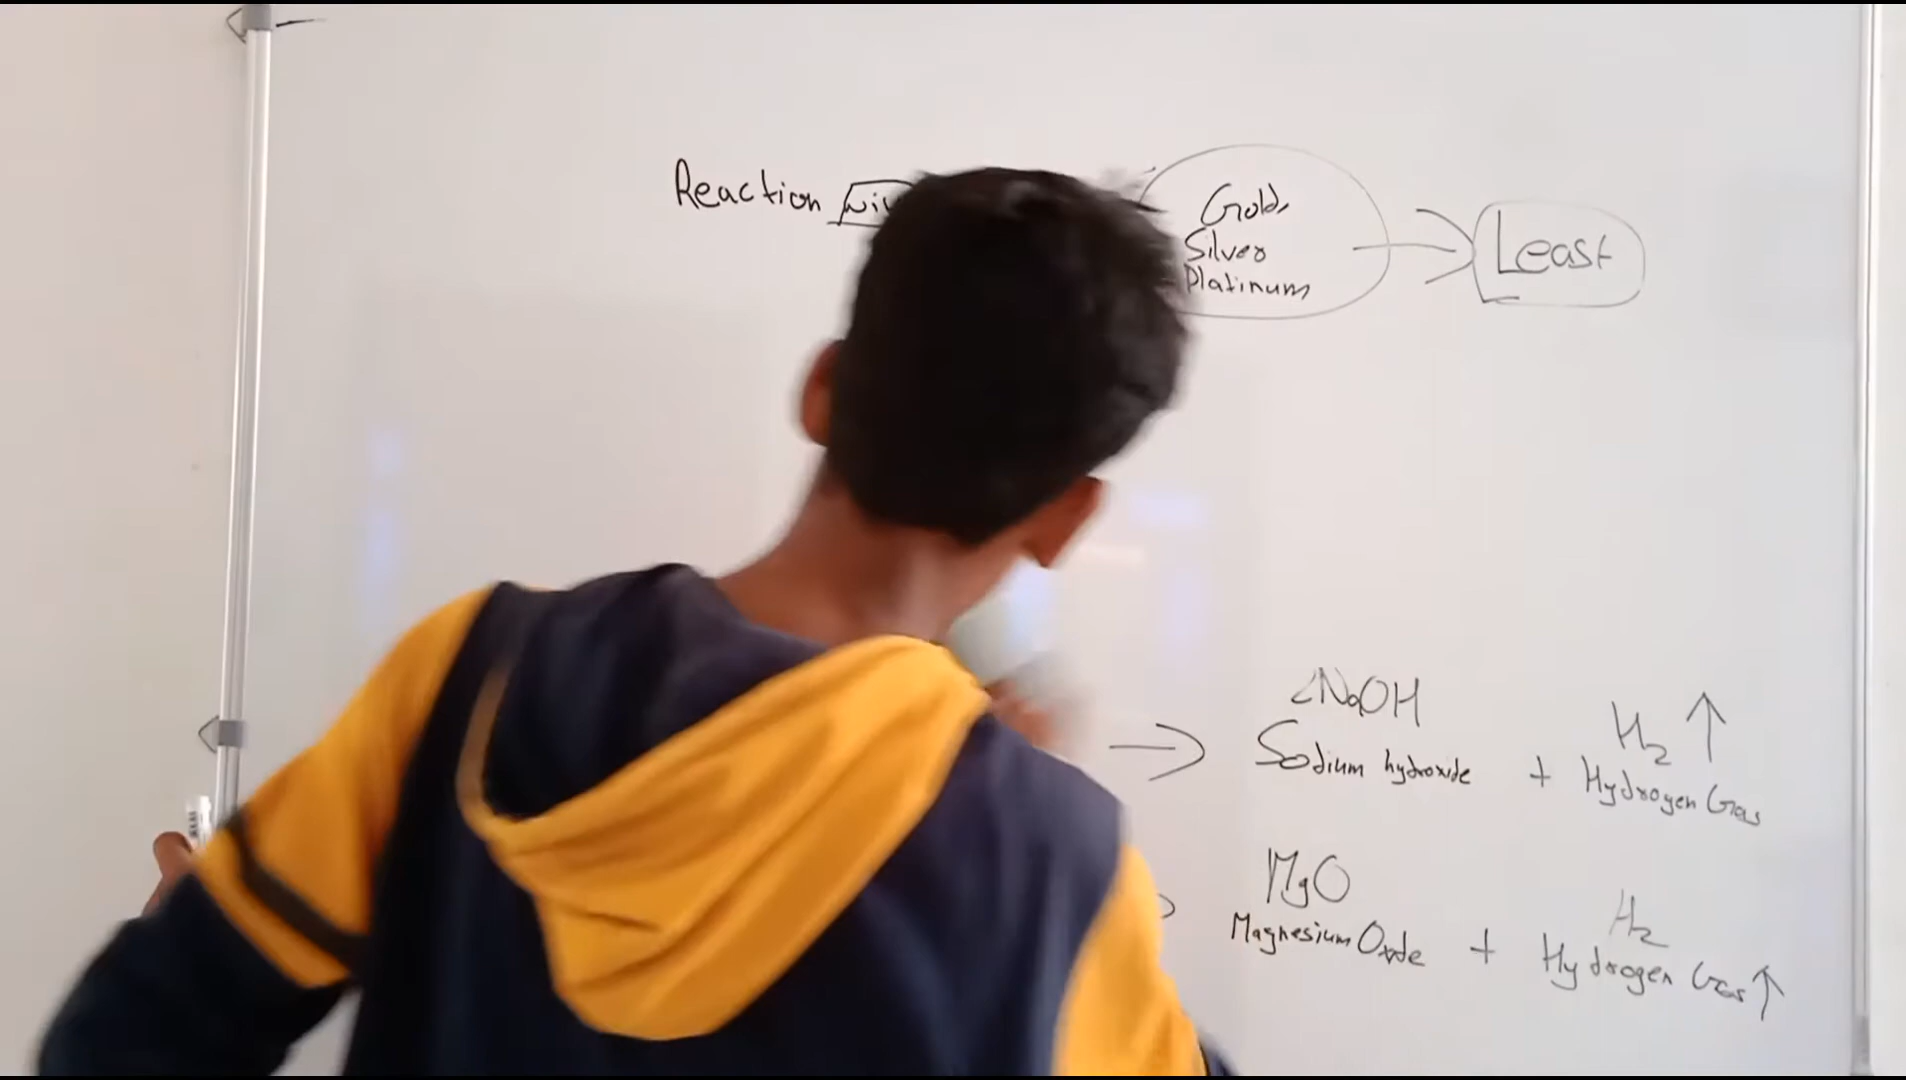 Reaction
Gold,
Silver
Platinum
Least
2NaOH
H2 ↑
Sodium hydroxide + Hydrogen Gas
MgO
H2
Magnesium Oxide + Hydrogen Gas ↑